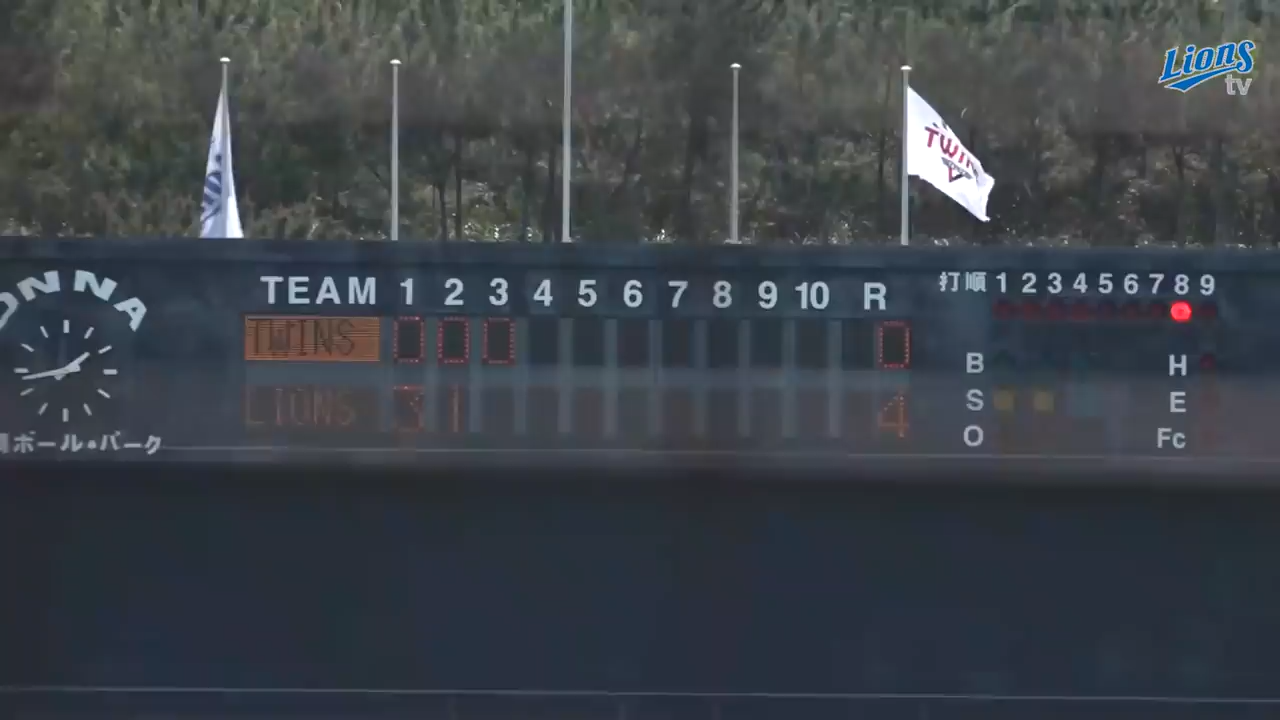 Lions
tv
TWIN
ONNA
TEAM 1 2 3 4 5 6 7 8 9 10 R
打順 1 2 3 4 5 6 7 8 9
TWINS 0 0 0 0
LIONS 3 1 4
B H
S E
O Fc
ボール・パーク